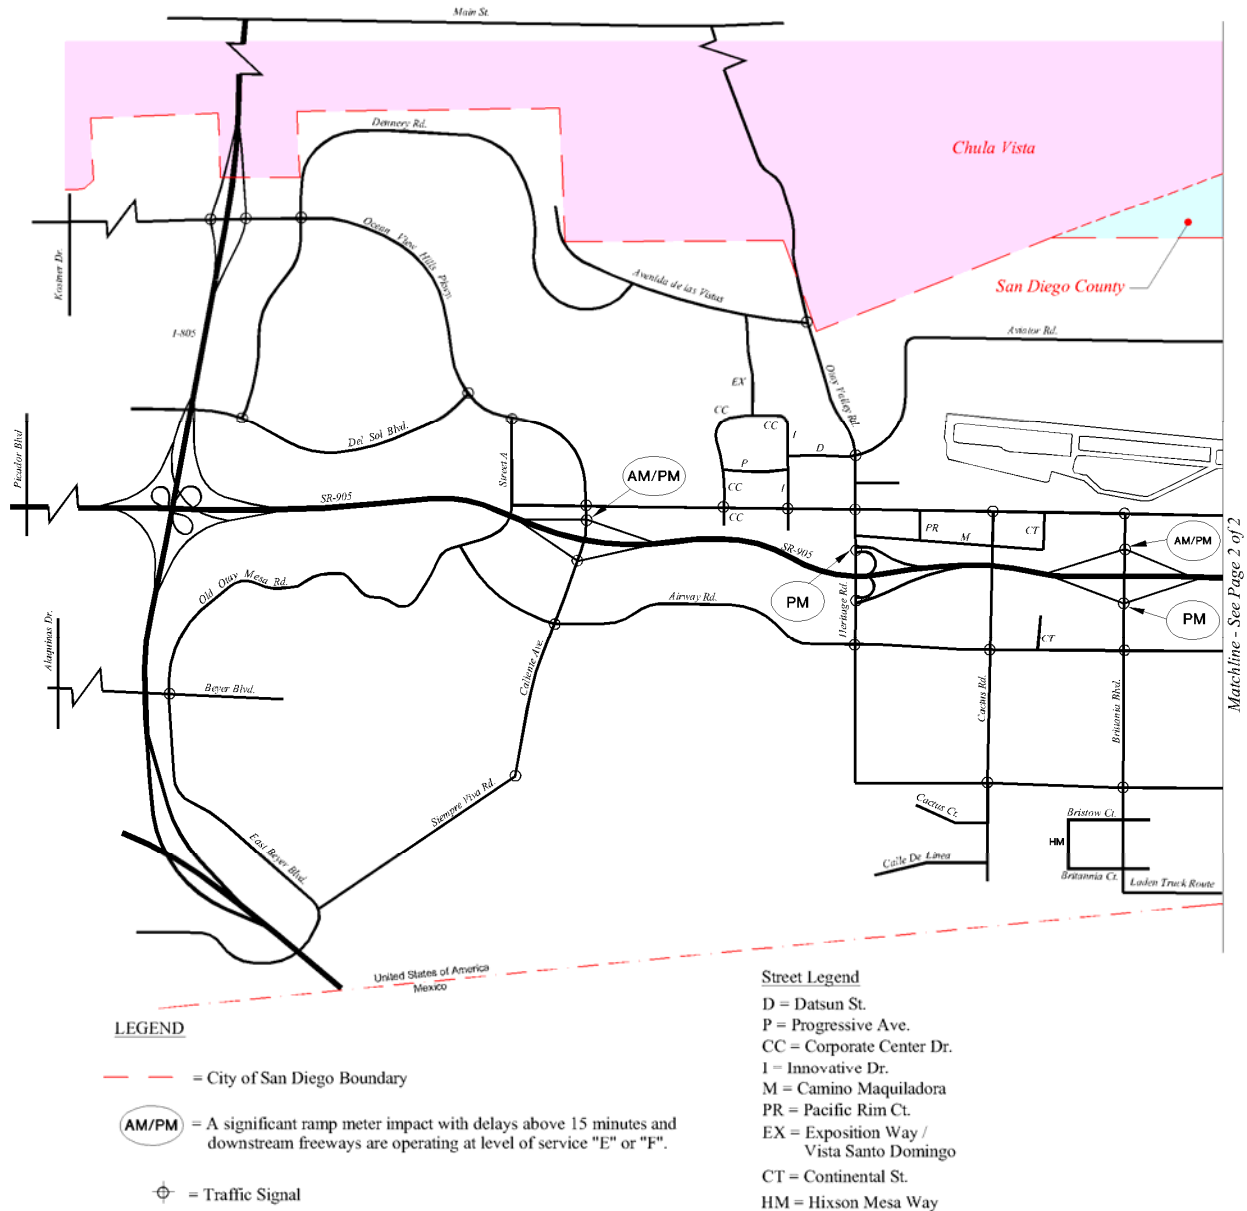 Main St.
Dennery Rd.
Chula Vista
Ocean View Hills Pkwy.
Kostner Dr.
Avenida de las Vistas
San Diego County
I-805
Aviator Rd.
Otay Valley Rd.
EX
CC
CC
I
Del Sol Blvd.
D
Picador Blvd
Street A
P
AM/PM
CC
I
SR-905
CC
PR
M
CT
SR-905
AM/PM
Matchline - See Page 2 of 2
Old Otay Mesa Rd.
Airway Rd.
PM
Heritage Rd.
PM
Alaquinas Dr.
CT
Caliente Ave.
Beyer Blvd.
Cactus Rd.
Britania Blvd.
Siempre Viva Rd.
Cactus Ct.
Bristow Ct.
HM
East Beyer Blvd.
Calle De Linea
Britannia Ct.
Laden Truck Route
United States of America
Mexico
LEGEND
= City of San Diego Boundary
AM/PM = A significant ramp meter impact with delays above 15 minutes and
downstream freeways are operating at level of service "E" or "F".
= Traffic Signal
Street Legend
D = Datsun St.
P = Progressive Ave.
CC = Corporate Center Dr.
I = Innovative Dr.
M = Camino Maquiladora
PR = Pacific Rim Ct.
EX = Exposition Way /
Vista Santo Domingo
CT = Continental St.
HM = Hixson Mesa Way